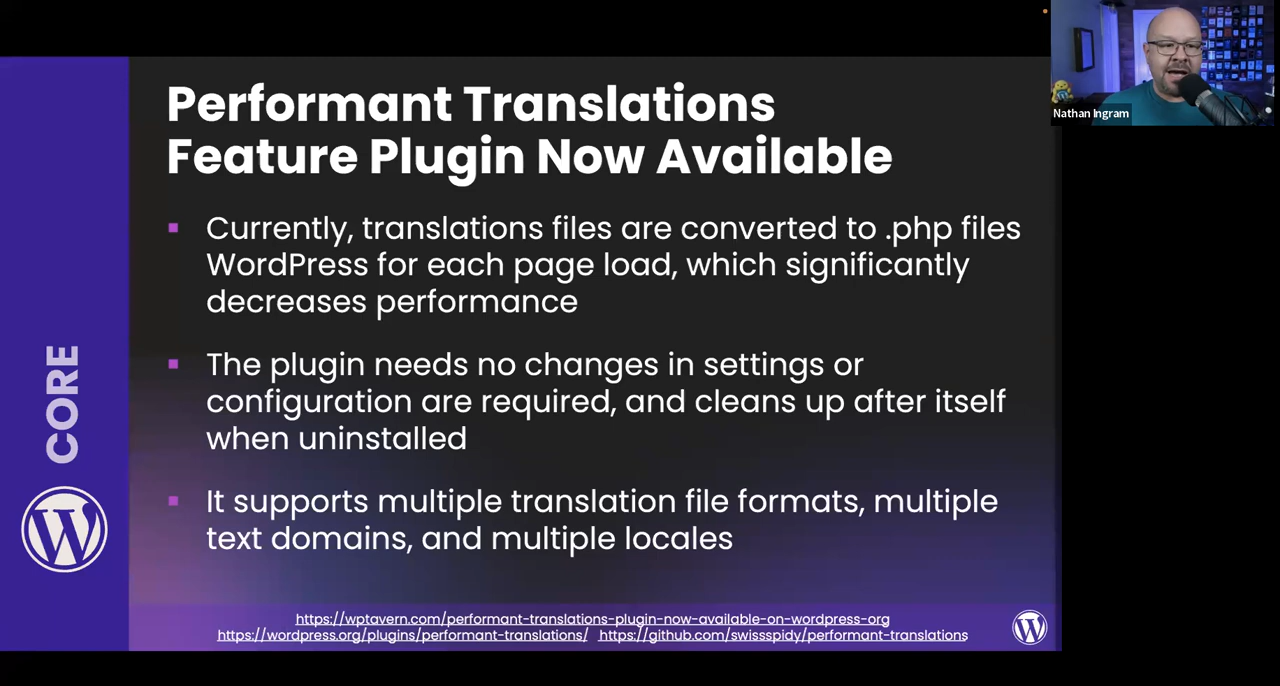 Performant Translations
Feature Plugin Now Available
Nathan Ingram
Currently, translations files are converted to .php files
WordPress for each page load, which significantly
decreases performance
The plugin needs no changes in settings or
configuration are required, and cleans up after itself
when uninstalled
It supports multiple translation file formats, multiple
text domains, and multiple locales
CORE
https://wptavern.com/performant-translations-plugin-now-available-on-wordpress-org
https://wordpress.org/plugins/performant-translations/ https://github.com/swissspidy/performant-translations